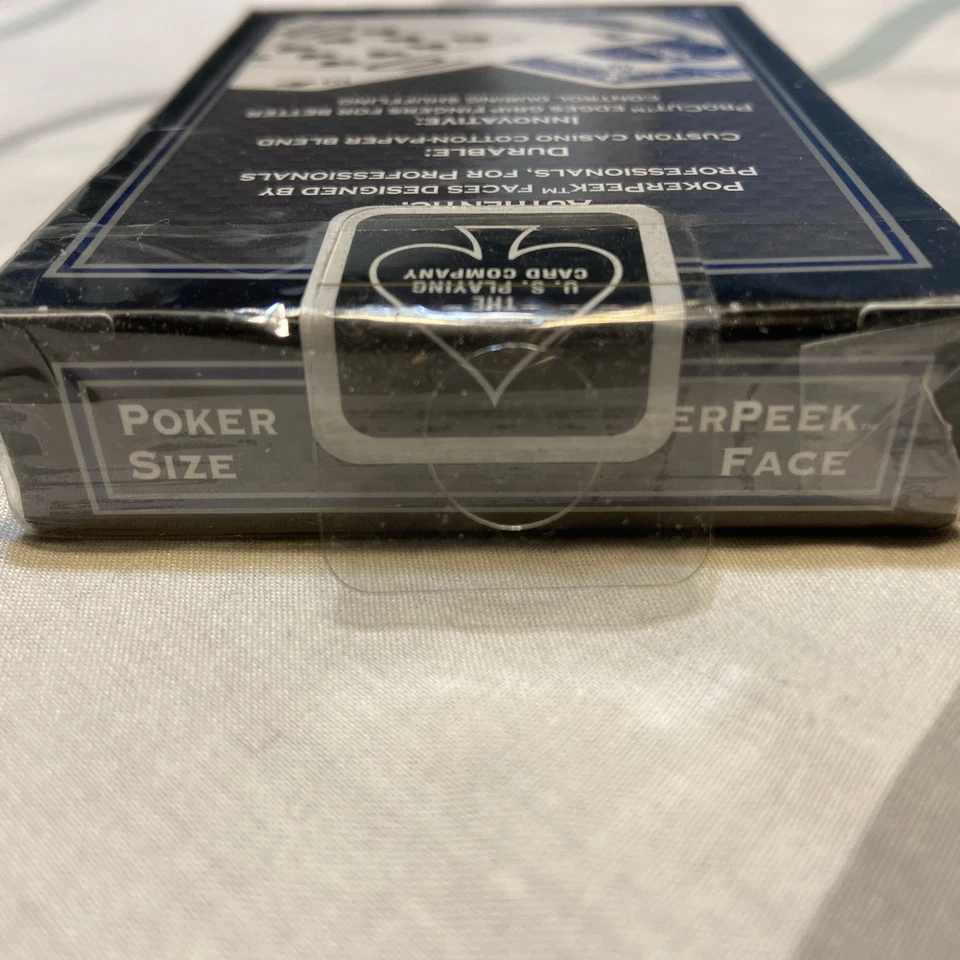 AUTHENTIC:
POKERPEEK™ FACES DESIGNED BY
PROFESSIONALS, FOR PROFESSIONALS
DURABLE:
CUSTOM CASINO COTTON-PAPER BLEND
INNOVATIVE:
PROCUT™ EDGES GRIP FINGERS FOR BETTER
CONTROL DURING SHUFFLING
THE
U. S. PLAYING
CARD COMPANY
POKER
SIZE
ERPEEK™
FACE